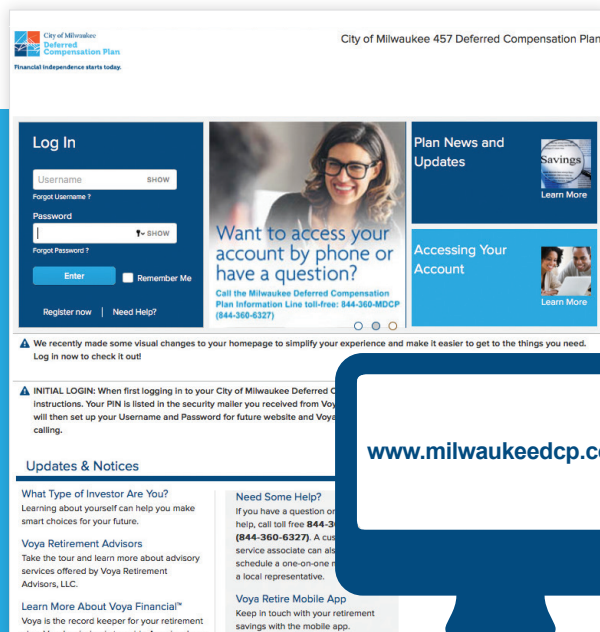 City of Milwaukee
Deferred
Compensation Plan
Financial Independence starts today.
City of Milwaukee 457 Deferred Compensation Plan
Log In
Username SHOW
Forgot Username ?
Password
SHOW
Forgot Password ?
Enter
Remember Me
Register now | Need Help?
Want to access your
account by phone or
have a question?
Call the Milwaukee Deferred Compensation
Plan Information Line toll-free: 844-360-MDCP
(844-360-6327)
Plan News and
Updates
Savings
Learn More
Accessing Your
Account
Learn More
We recently made some visual changes to your homepage to simplify your experience and make it easier to get to the things you need.
Log in now to check it out!
INITIAL LOGIN: When first logging in to your City of Milwaukee Deferred C
instructions. Your PIN is listed in the security mailer you received from Voy
will then set up your Username and Password for future website and Voya
calling.
www.milwaukeedcp.co
Updates & Notices
What Type of Investor Are You?
Learning about yourself can help you make
smart choices for your future.
Voya Retirement Advisors
Take the tour and learn more about advisory
services offered by Voya Retirement
Advisors, LLC.
Learn More About Voya Financial™
Voya is the record keeper for your retirement
Need Some Help?
If you have a question or
help, call toll free 844-3
(844-360-6327). A cus
service associate can als
schedule a one-on-one m
a local representative.
Voya Retire Mobile App
Keep in touch with your retirement
savings with the mobile app.